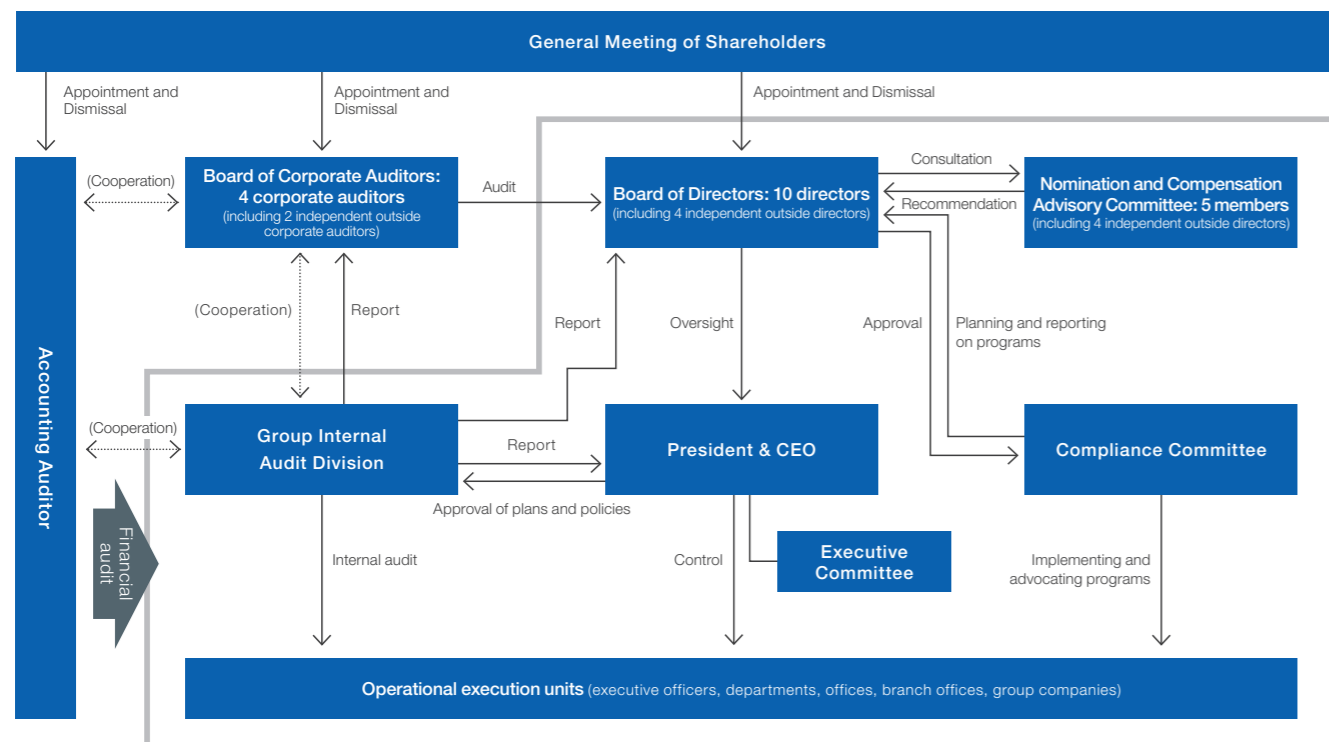 General Meeting of Shareholders
Appointment and
Dismissal
Appointment and
Dismissal
Appointment and Dismissal
(Cooperation)
Board of Corporate Auditors:
4 corporate auditors
(including 2 independent outside
corporate auditors)
Audit
Board of Directors: 10 directors
(including 4 independent outside directors)
Consultation
Recommendation
Nomination and Compensation
Advisory Committee: 5 members
(including 4 independent outside directors)
(Cooperation)
Report
Report
Oversight
Approval
Planning and reporting
on programs
Accounting Auditor
(Cooperation)
Group Internal
Audit Division
Report
Approval of plans and policies
President & CEO
Compliance Committee
Financial
audit
Internal audit
Control
Executive
Committee
Implementing and
advocating programs
Operational execution units (executive officers, departments, offices, branch offices, group companies)